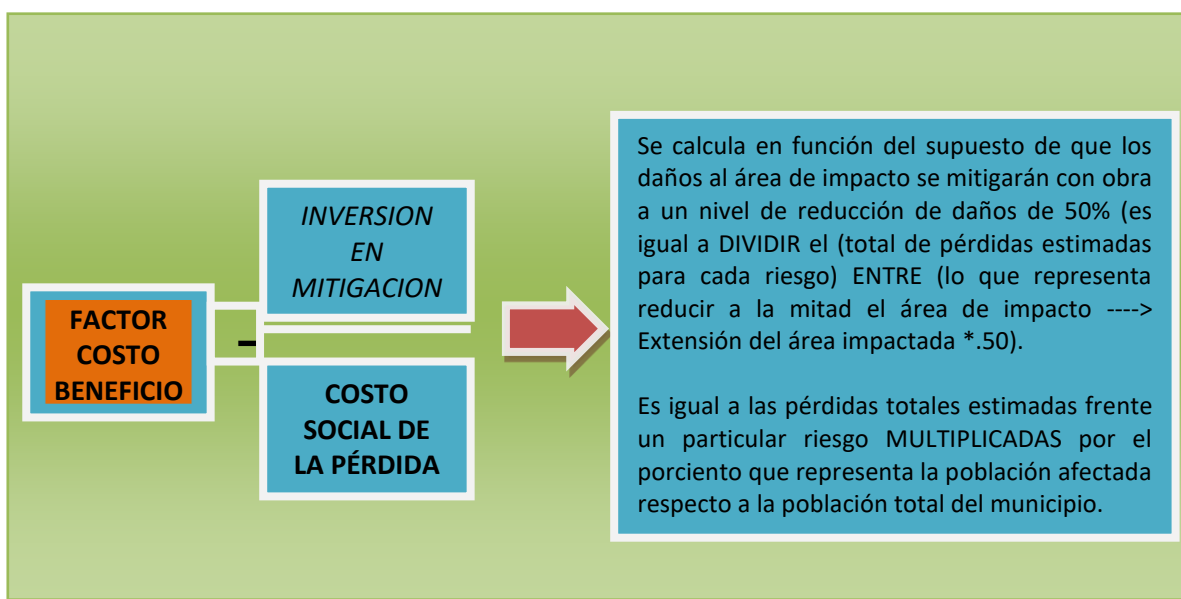 FACTOR
COSTO
BENEFICIO
INVERSION
EN
MITIGACION
COSTO
SOCIAL DE
LA PÉRDIDA
Se calcula en función del supuesto de que los
daños al área de impacto se mitigarán con obra
a un nivel de reducción de daños de 50% (es
igual a DIVIDIR el (total de pérdidas estimadas
para cada riesgo) ENTRE (lo que representa
reducir a la mitad el área de impacto ---->
Extensión del área impactada *.50).
Es igual a las pérdidas totales estimadas frente
un particular riesgo MULTIPLICADAS por el
porciento que representa la población afectada
respecto a la población total del municipio.